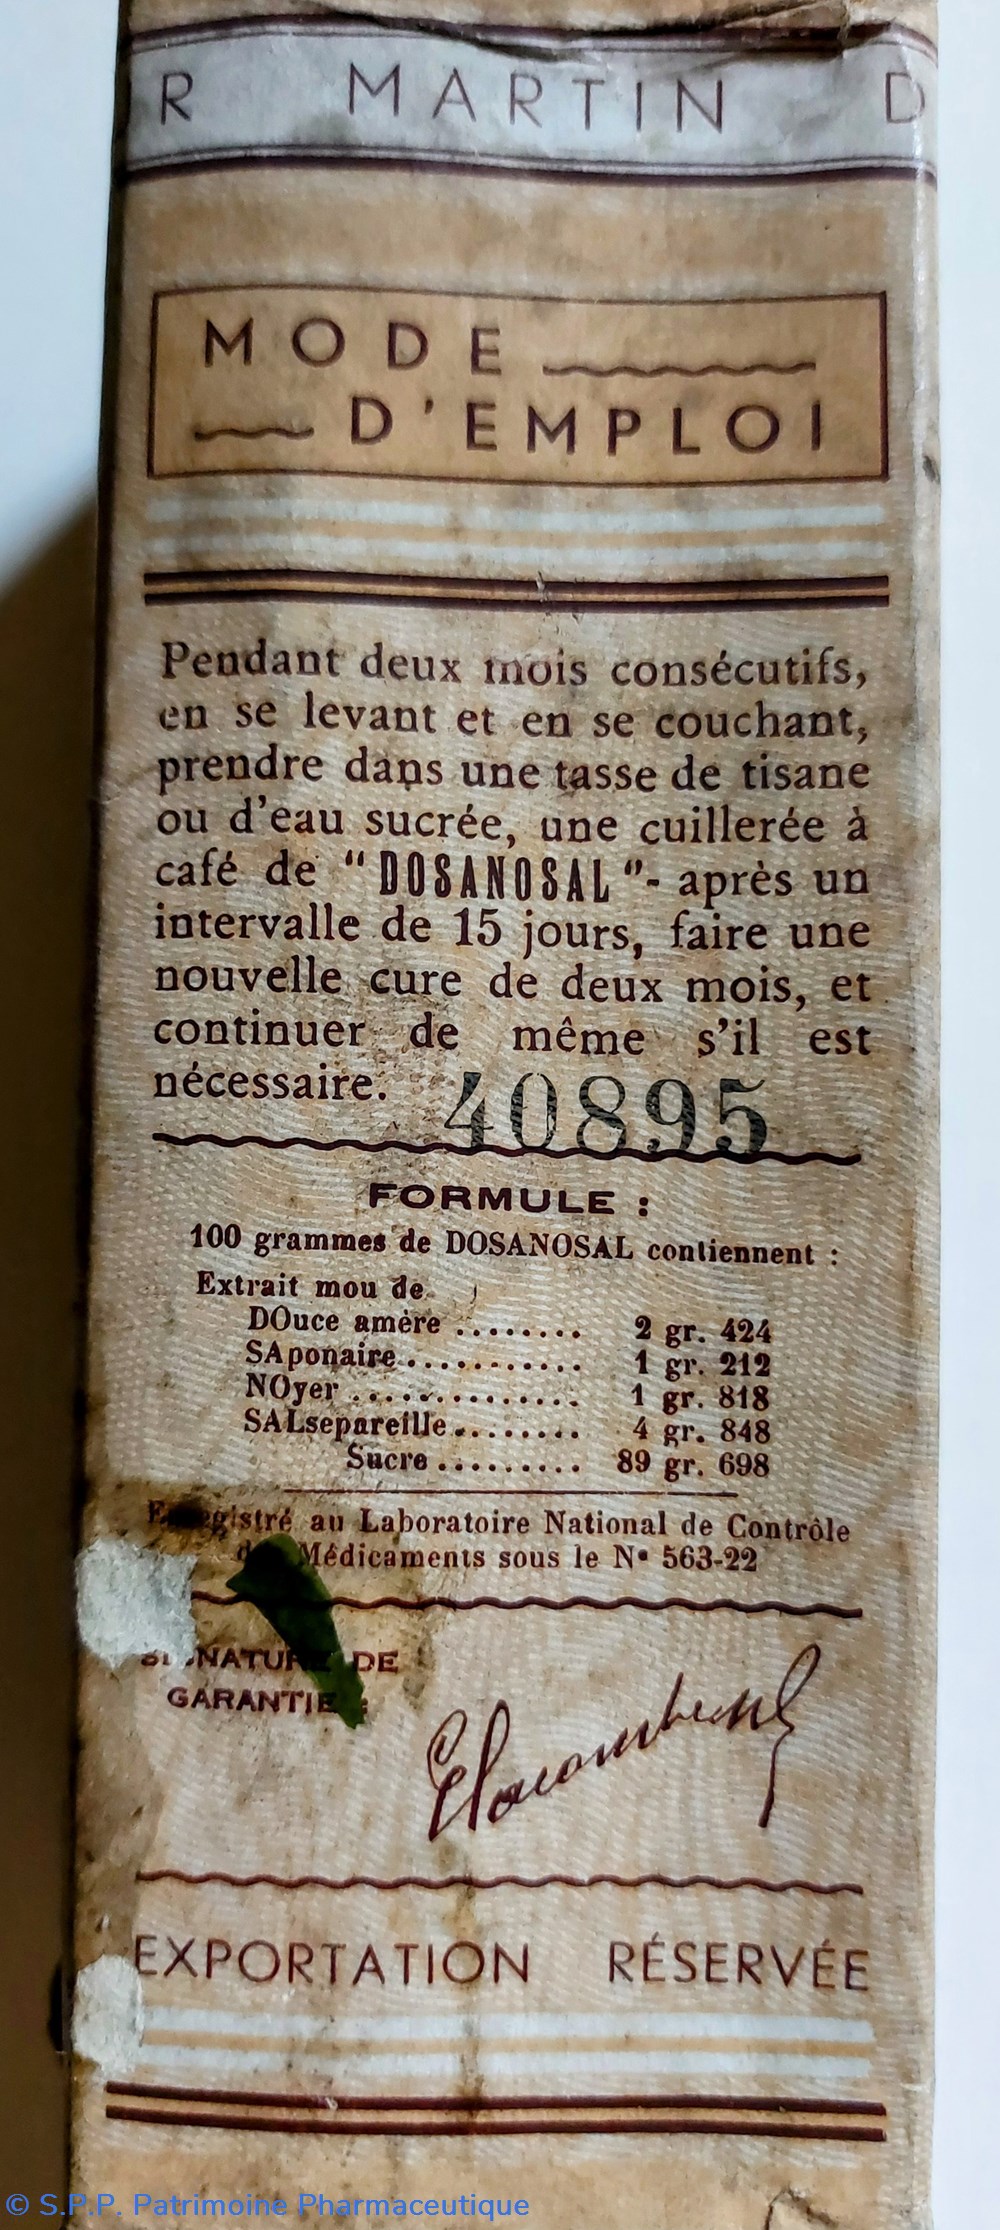 R MARTIN D
MODE
D'EMPLOI
Pendant deux mois consécutifs,
en se levant et en se couchant,
prendre dans une tasse de tisane
ou d'eau sucrée, une cuillerée à
café de "DOSANOSAL"- après un
intervalle de 15 jours, faire une
nouvelle cure de deux mois, et
continuer de même s'il est
nécessaire.
40895
FORMULE :
100 grammes de DOSANOSAL contiennent :
Extrait mou de
DOuce amère ........ 2 gr. 424
SAponaire ........... 1 gr. 212
NOyer .............. 1 gr. 818
SALsepareille ........ 4 gr. 848
Sucre ......... 89 gr. 698
Enregistré au Laboratoire National de Contrôle
Médicaments sous le N° 563-22
SIGNATURE DE
GARANTIE :
EXPORTATION RÉSERVÉE
© S.P.P. Patrimoine Pharmaceutique